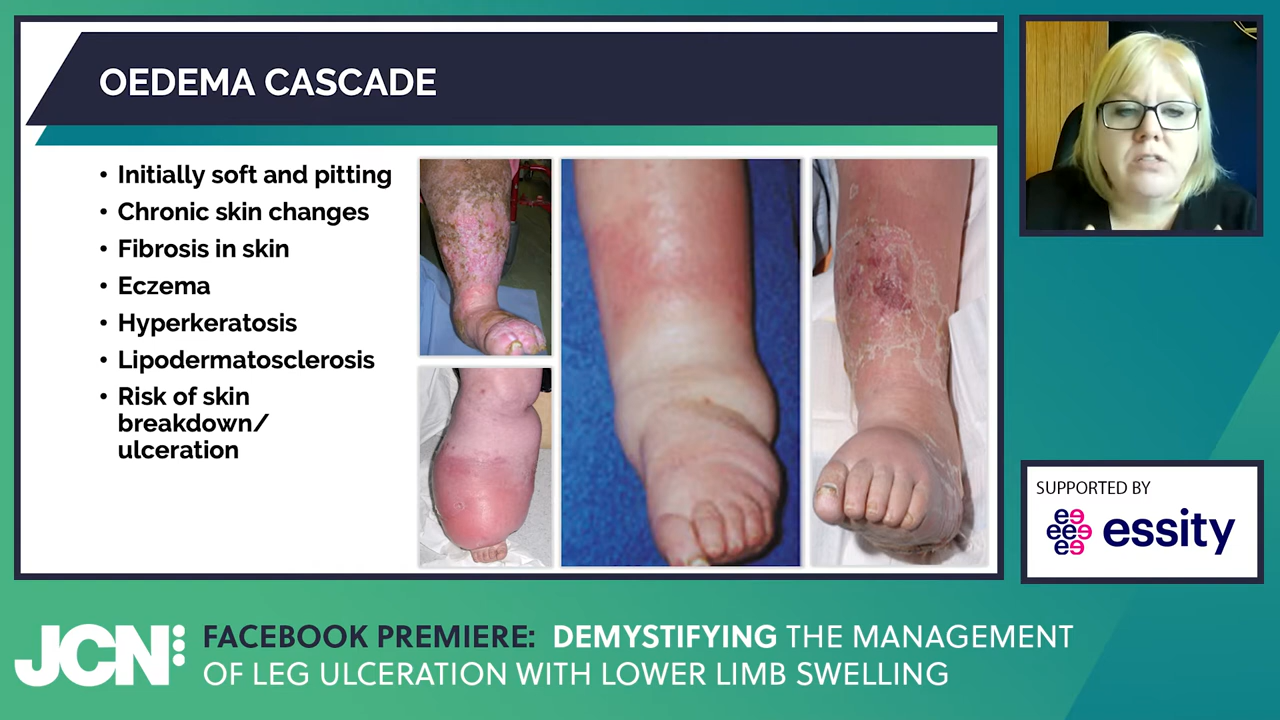 OEDEMA CASCADE
• Initially soft and pitting
• Chronic skin changes
• Fibrosis in skin
• Eczema
• Hyperkeratosis
• Lipodermatosclerosis
• Risk of skin
breakdown/
ulceration
SUPPORTED BY
essity
JCN
FACEBOOK PREMIERE: DEMYSTIFYING THE MANAGEMENT
OF LEG ULCERATION WITH LOWER LIMB SWELLING